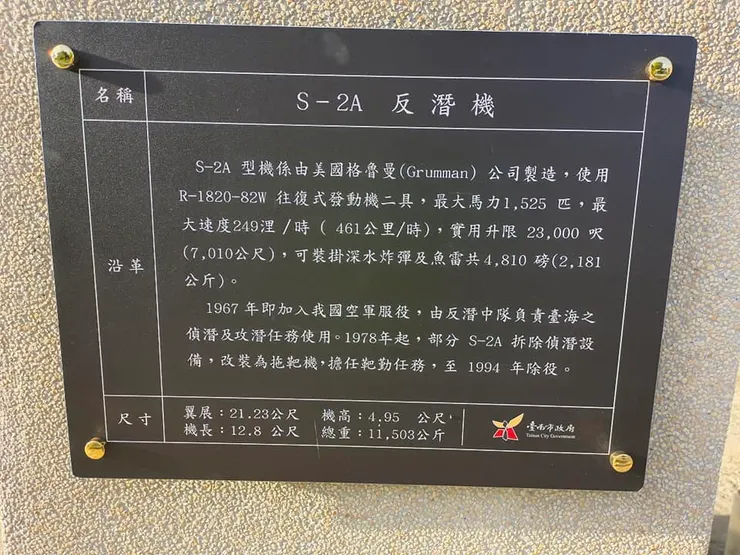 名稱
S-2A 反潛機
沿革
S-2A 型機係由美國格魯曼(Grumman) 公司製造，使用
R-1820-82W 往復式發動機二具，最大馬力1,525 匹，最
大速度249浬／時 ( 461公里/時)，實用升限 23,000 呎
(7,010公尺)，可裝掛深水炸彈及魚雷共4,810 磅(2,181
公斤)。
1967 年即加入我國空軍服役，由反潛中隊負責臺海之
偵潛及攻潛任務使用。1978年起，部分 S-2A 拆除偵潛設
備，改裝為拖靶機，擔任靶勤任務，至 1994 年除役。
尺寸
翼展：21.23公尺 機高：4.95 公尺
機長：12.8 公尺 總重：11,503公斤
臺南市政府
Tainan City Government